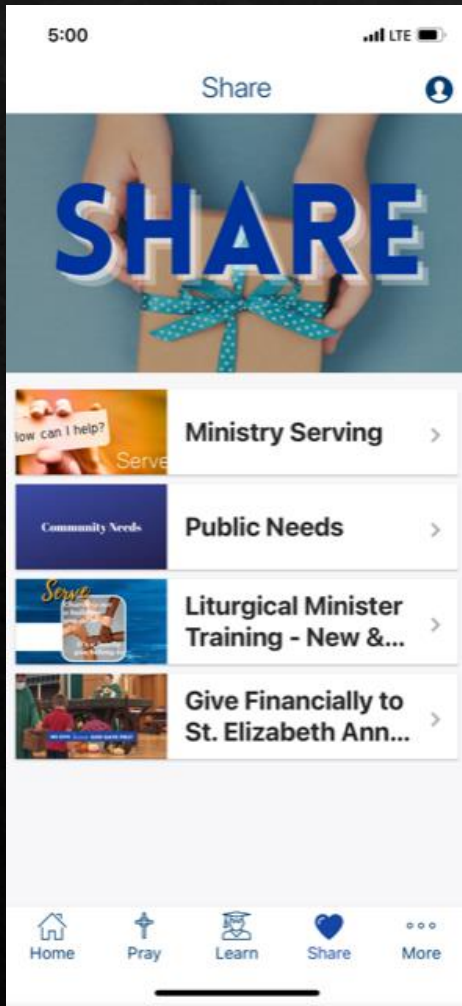 5:00
LTE
Share
SHARE
How can I help?
Serve
Ministry Serving
Community Needs
Public Needs
Serve
Liturgical Minister
Training - New &...
Give Financially to
St. Elizabeth Ann...
Home
Pray
Learn
Share
More